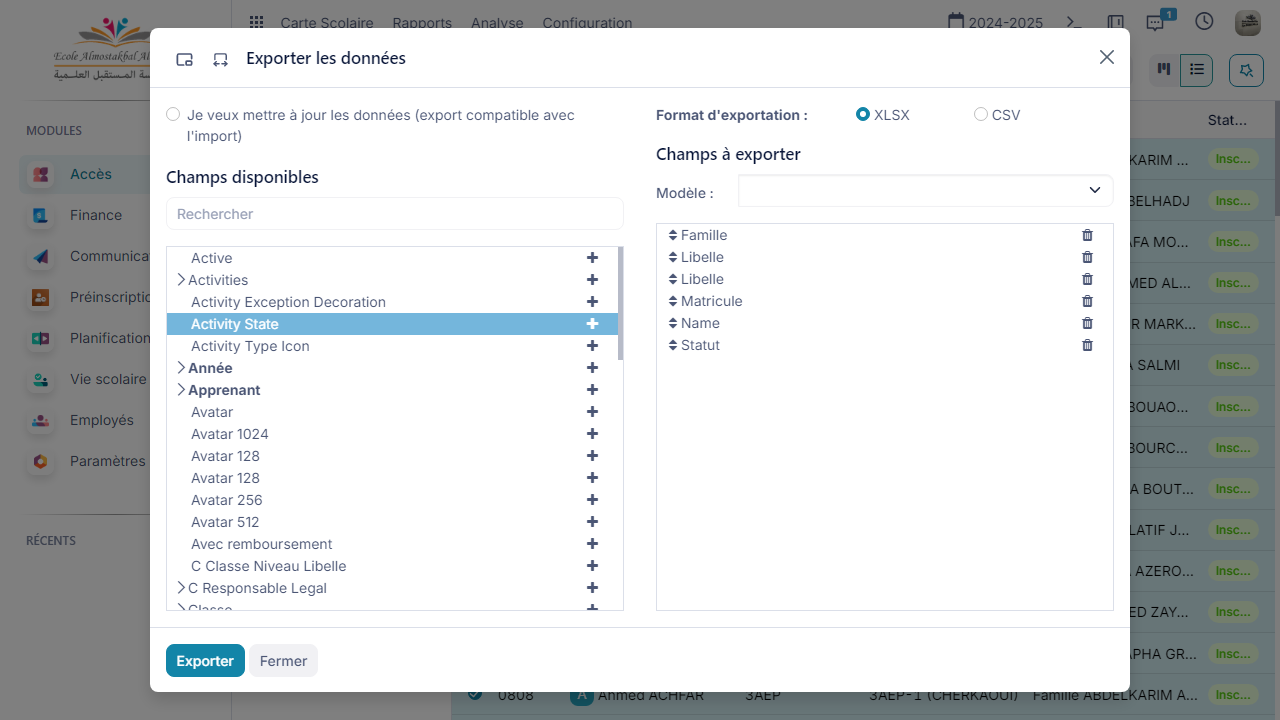 Carte Scolaire Rapports Analyse Configuration 2024-2025 1
Ecole Almostakbal
Exporter les données
MODULES
Accès
Finance
Préinscriptio
Planification
Vie scolaire
Employés
Paramètres
RÉCENTS
Je veux mettre à jour les données (export compatible avec
l'import)
Champs disponibles
Rechercher
Active
Activities
Activity Exception Decoration
Activity State
Activity Type Icon
Année
Apprenant
Avatar
Avatar 1024
Avatar 128
Avatar 128
Avatar 256
Avatar 512
Avec remboursement
C Classe Niveau Libelle
C Responsable Legal
Classe
Format d'exportation : XLSX CSV
Champs à exporter
Modèle :
Famille
Libelle
Libelle
Matricule
Name
Statut
Exporter Fermer
Stat...
KARIM ... Insc...
BELHADJ Insc...
AFA MO... Insc...
MED AL... Insc...
R MARK... Insc...
A SALMI Insc...
BOUAO... Insc...
BOURC... Insc...
A BOUT... Insc...
LATIF J... Insc...
AZERO... Insc...
ED ZAY... Insc...
APHA GR... Insc...
0808 A Ahmed ACHFAR 3AEP 3AEP-1 (CHERKAOUI) Famille ABDELKARIM A... Insc...